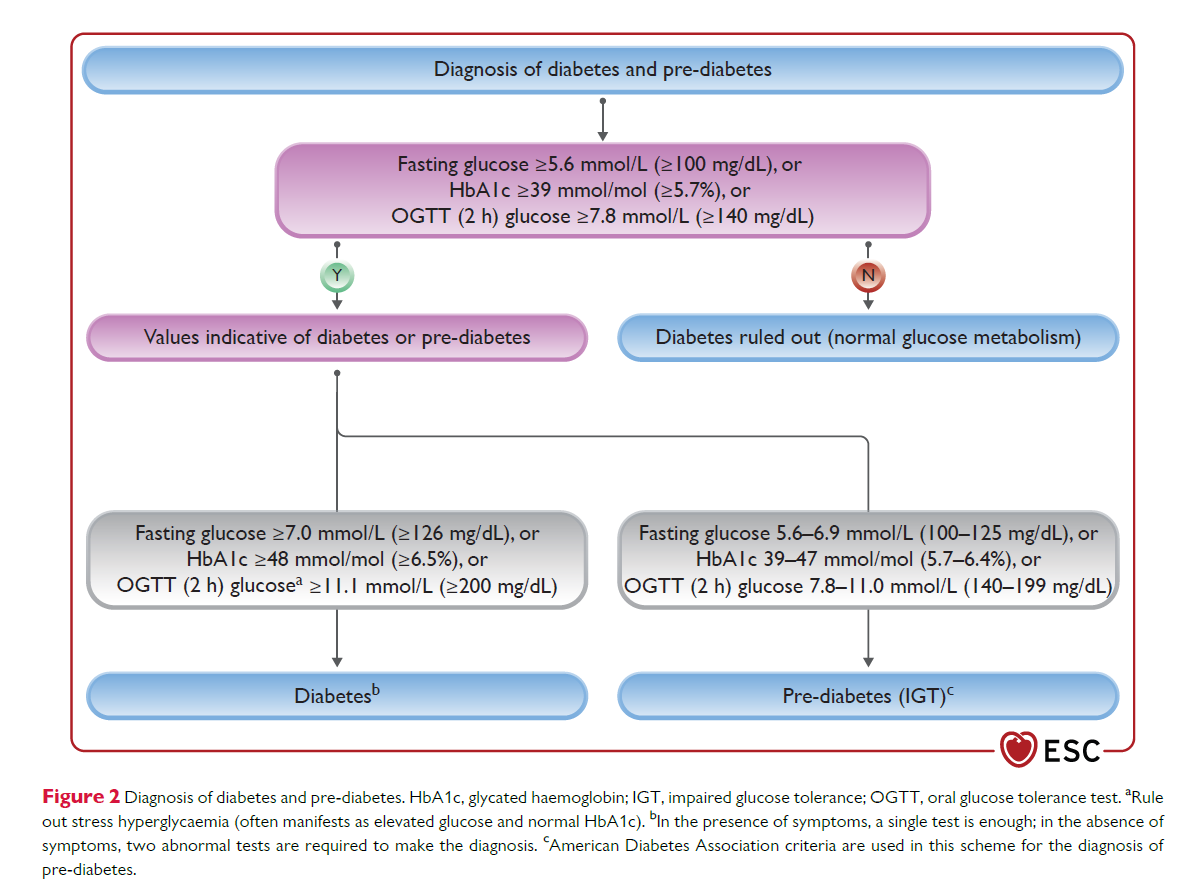 Diagnosis of diabetes and pre-diabetes
Fasting glucose ≥5.6 mmol/L (≥100 mg/dL), or
HbA1c ≥39 mmol/mol (≥5.7%), or
OGTT (2 h) glucose ≥7.8 mmol/L (≥140 mg/dL)
Y
N
Values indicative of diabetes or pre-diabetes
Diabetes ruled out (normal glucose metabolism)
Fasting glucose ≥7.0 mmol/L (≥126 mg/dL), or
HbA1c ≥48 mmol/mol (≥6.5%), or
OGTT (2 h) glucoseᵃ ≥11.1 mmol/L (≥200 mg/dL)
Fasting glucose 5.6–6.9 mmol/L (100–125 mg/dL), or
HbA1c 39–47 mmol/mol (5.7–6.4%), or
OGTT (2 h) glucose 7.8–11.0 mmol/L (140–199 mg/dL)
Diabetesᵇ
Pre-diabetes (IGT)ᶜ
ESC
Figure 2 Diagnosis of diabetes and pre-diabetes. HbA1c, glycated haemoglobin; IGT, impaired glucose tolerance; OGTT, oral glucose tolerance test. ᵃRule
out stress hyperglycaemia (often manifests as elevated glucose and normal HbA1c). ᵇIn the presence of symptoms, a single test is enough; in the absence of
symptoms, two abnormal tests are required to make the diagnosis. ᶜAmerican Diabetes Association criteria are used in this scheme for the diagnosis of
pre-diabetes.